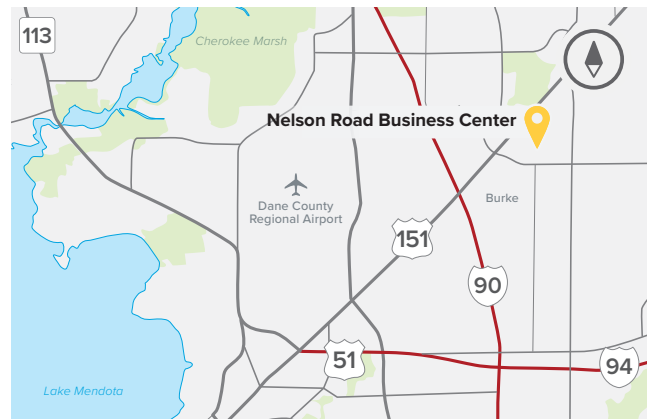 113
Cherokee Marsh
Nelson Road Business Center
Dane County
Regional Airport
Burke
151
90
51
94
Lake Mendota